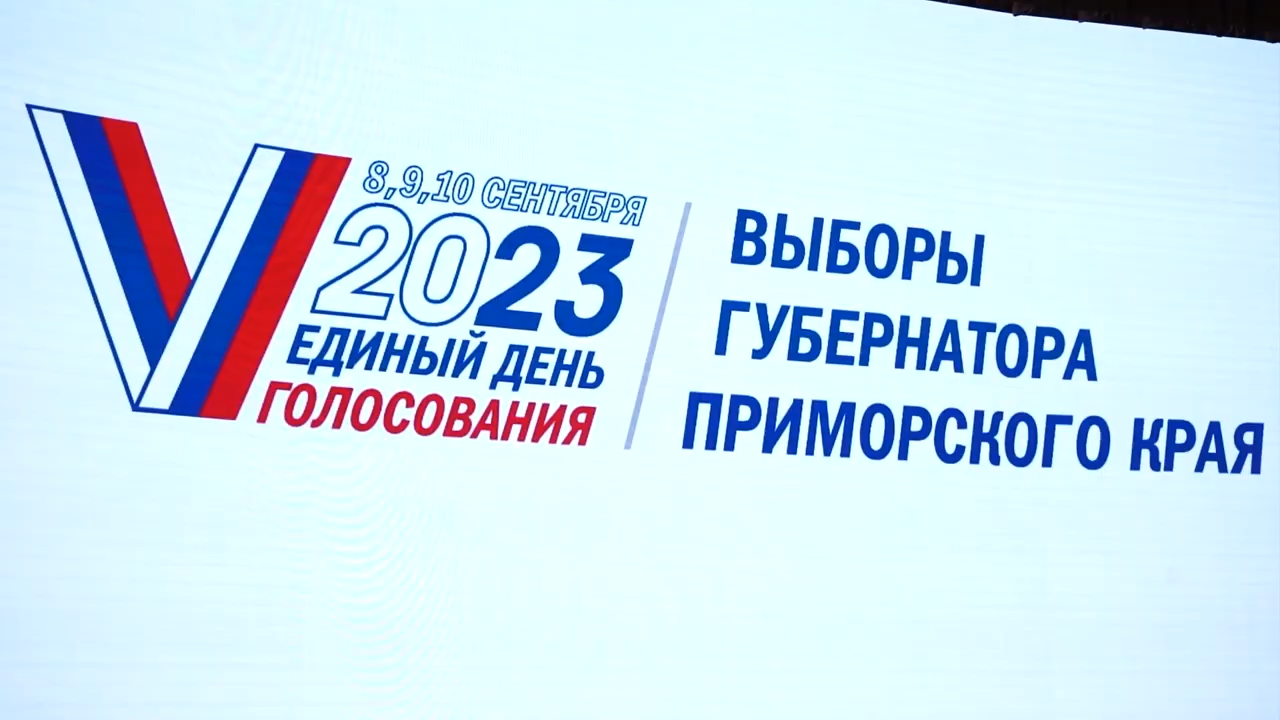 8,9,10 СЕНТЯБРЯ
2023
ЕДИНЫЙ ДЕНЬ
ГОЛОСОВАНИЯ
ВЫБОРЫ
ГУБЕРНАТОРА
ПРИМОРСКОГО КРАЯ